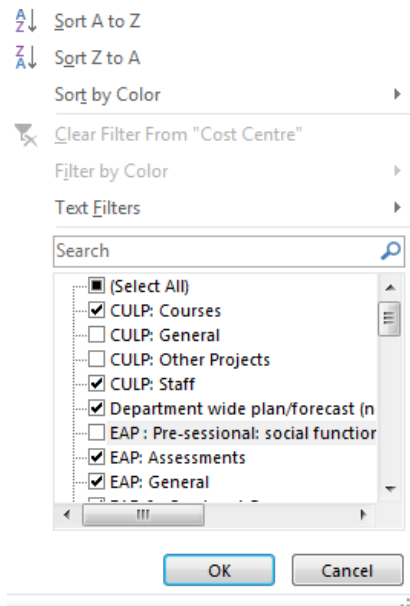 Sort A to Z
Sort Z to A
Sort by Color
Clear Filter From "Cost Centre"
Filter by Color
Text Filters
Search
(Select All)
CULP: Courses
CULP: General
CULP: Other Projects
CULP: Staff
Department wide plan/forecast (n
EAP : Pre-sessional: social function
EAP: Assessments
EAP: General
OK
Cancel